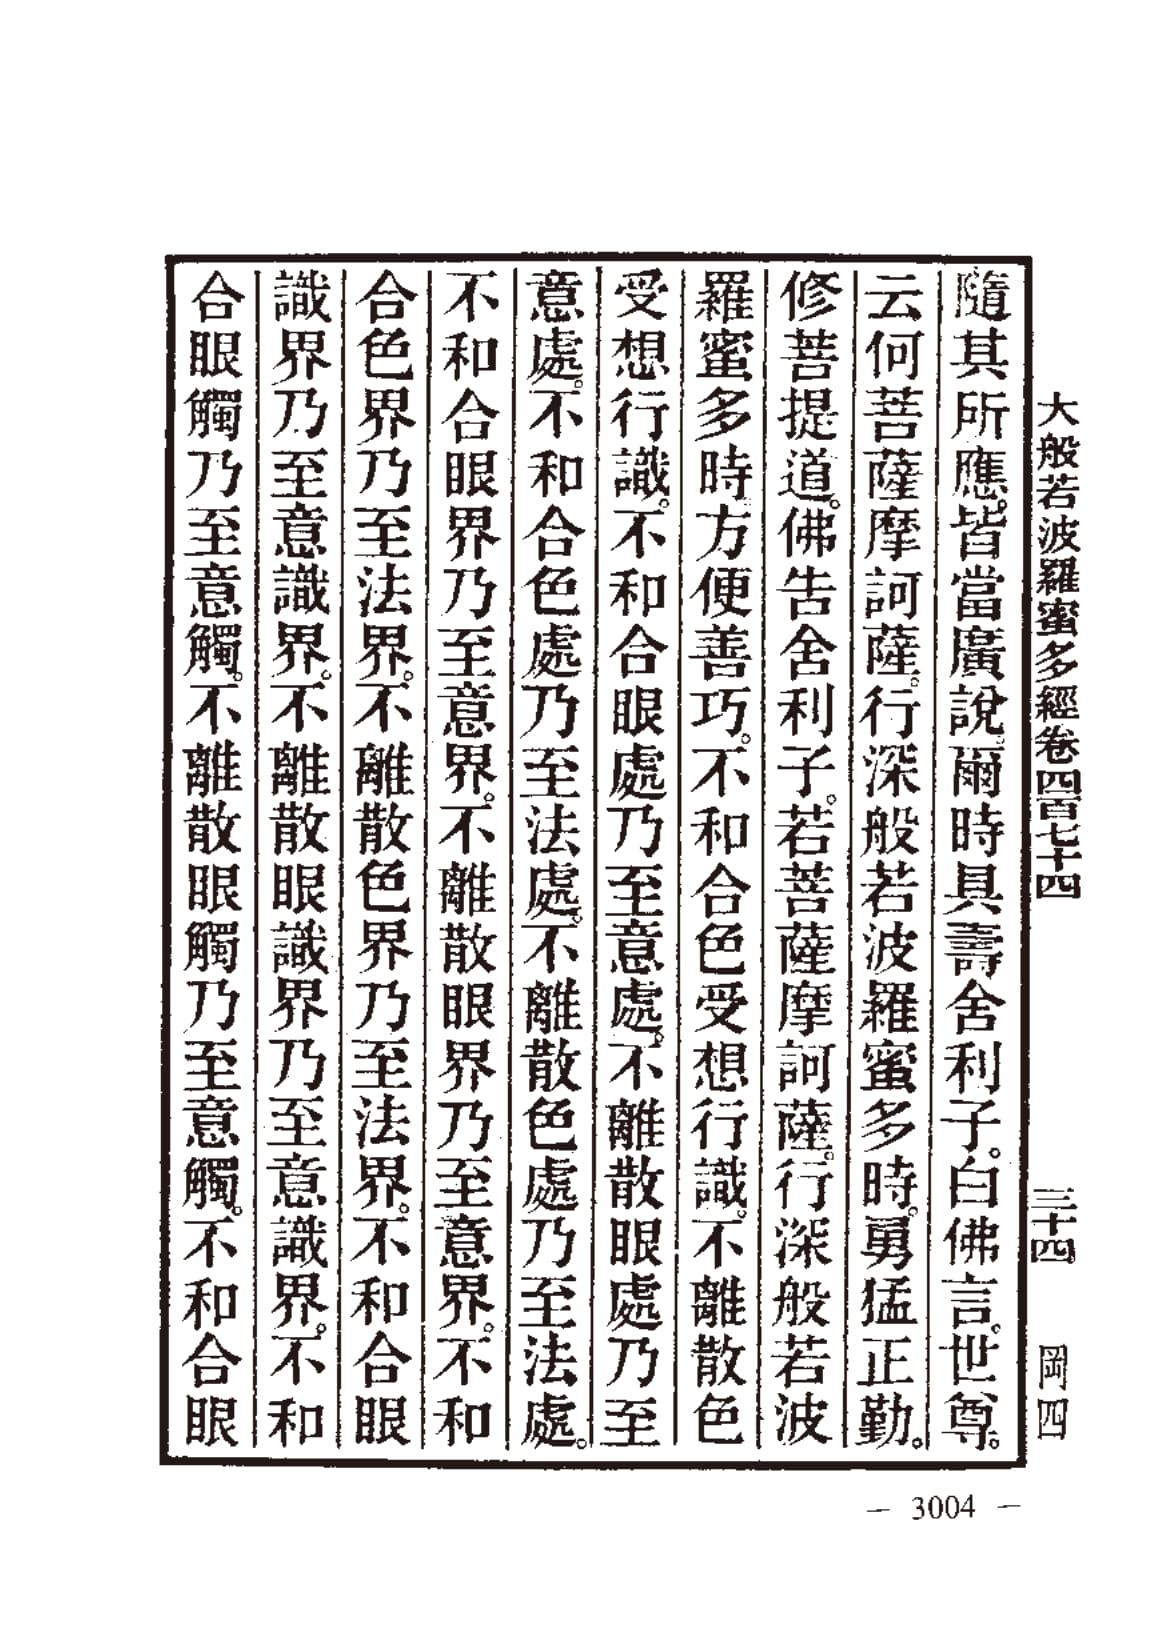 大般若波羅蜜多經卷四百七十四 三十四 岡四
隨其所應。皆當廣說。爾時具壽舍利子。白佛言。世尊。
云何菩薩摩訶薩。行深般若波羅蜜多時。勇猛正勤。
修菩提道。佛告舍利子。若菩薩摩訶薩。行深般若波
羅蜜多時。方便善巧。不和合色受想行識。不離散色
受想行識。不和合眼處乃至意處。不離散眼處乃至
意處。不和合色處乃至法處。不離散色處乃至法處。
不和合眼界乃至意界。不離散眼界乃至意界。不和
合色界乃至法界。不離散色界乃至法界。不和合眼
識界乃至意識界。不離散眼識界乃至意識界。不和
合眼觸乃至意觸。不離散眼觸乃至意觸。不和合眼
— 3004 —